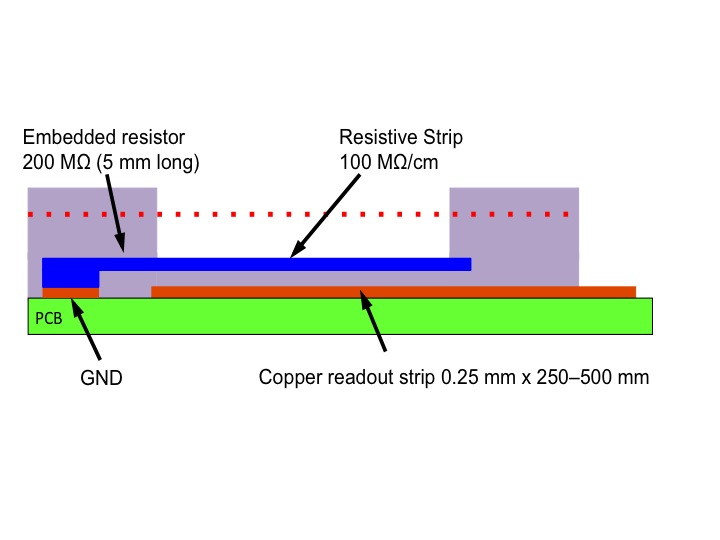 Embedded resistor
200 MΩ (5 mm long)
Resistive Strip
100 MΩ/cm
PCB
GND
Copper readout strip 0.25 mm x 250–500 mm